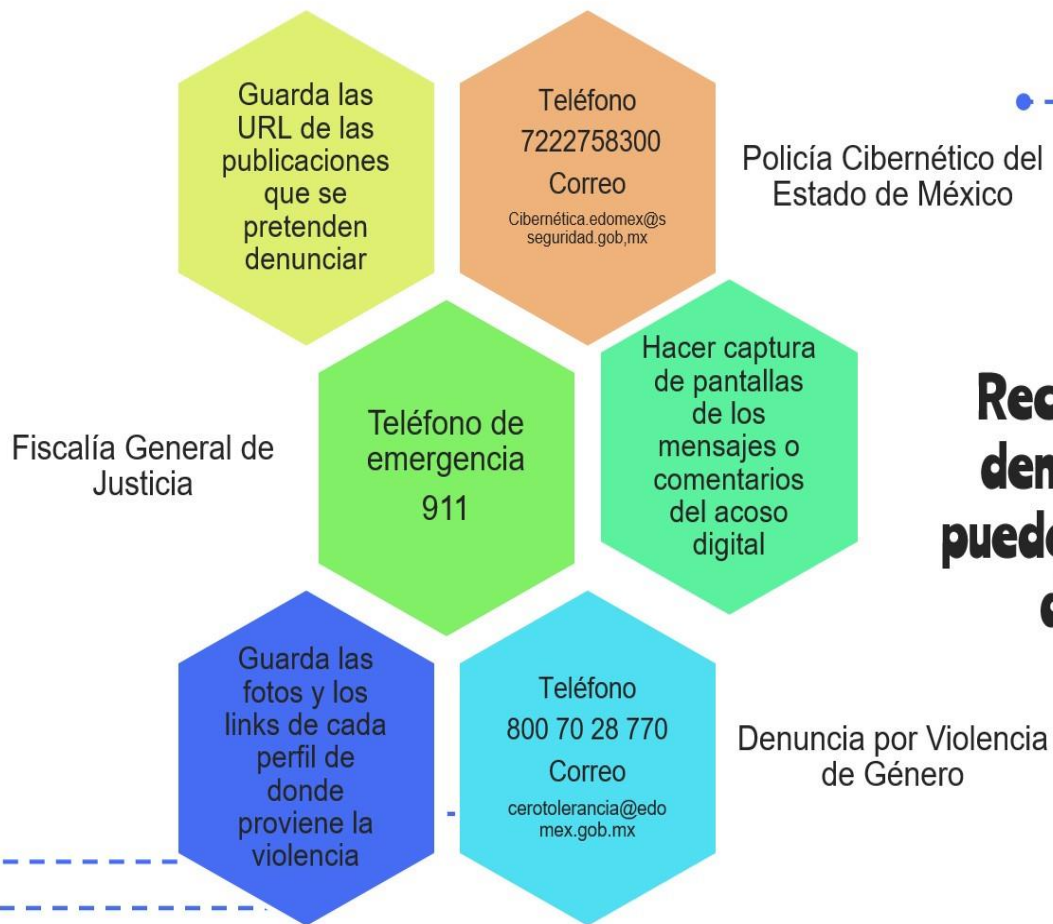 Guarda las
URL de las
publicaciones
que se
pretenden
denunciar
Teléfono
7222758300
Correo
Cibernética.edomex@s
seguridad.gob,mx
Policía Cibernético del
Estado de México
Fiscalía General de
Justicia
Teléfono de
emergencia
911
Hacer captura
de pantallas
de los
mensajes o
comentarios
del acoso
digital
Guarda las
fotos y los
links de cada
perfil de
donde
proviene la
violencia
Teléfono
800 70 28 770
Correo
cerotolerancia@edo
mex.gob.mx
Denuncia por Violencia
de Género